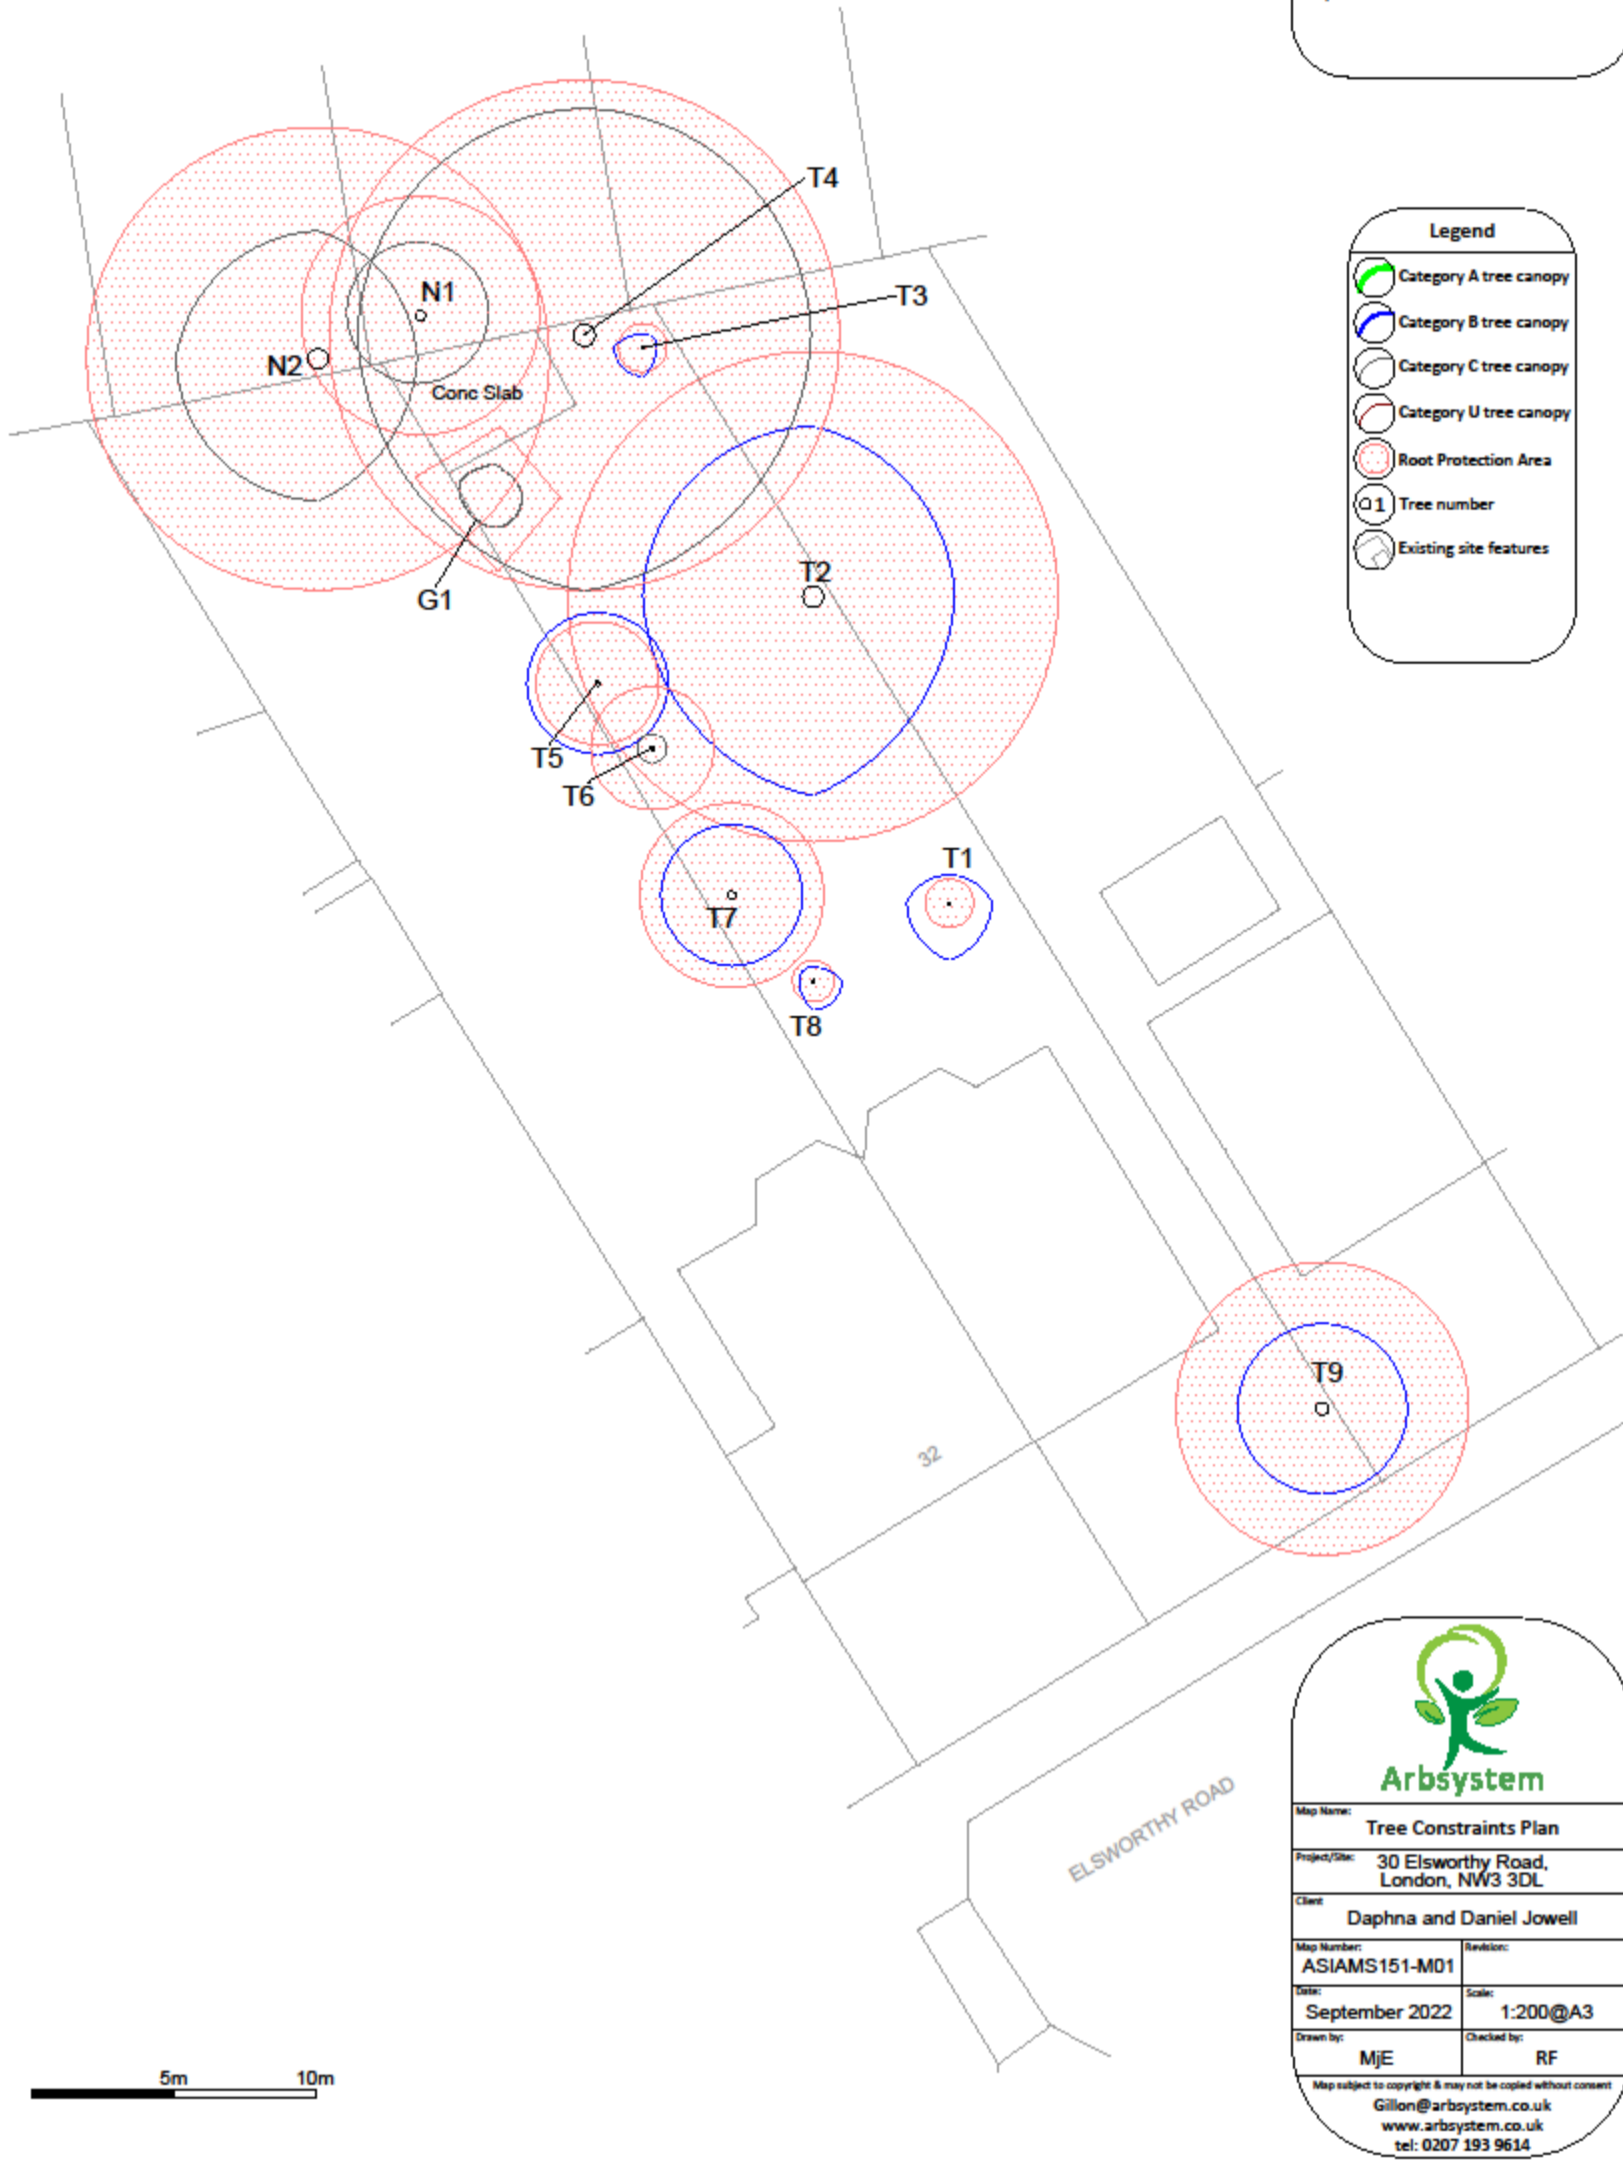 T4
T3
N1
N2
Conc Slab
G1
T2
T5
T6
T1
T7
T8
T9
32
ELSWORTHY ROAD
5m 10m
Legend
Category A tree canopy
Category B tree canopy
Category C tree canopy
Category U tree canopy
Root Protection Area
1 Tree number
Existing site features
Arbsystem
Map Name:
Tree Constraints Plan
Project/Site: 30 Elsworthy Road,
London, NW3 3DL
Client
Daphna and Daniel Jowell
Map Number: Revision:
ASIAMS151-M01
Date: Scale:
September 2022 1:200@A3
Drawn by: Checked by:
MjE RF
Map subject to copyright & may not be copied without consent
Gillon@arbsystem.co.uk
www.arbsystem.co.uk
tel: 0207 193 9614